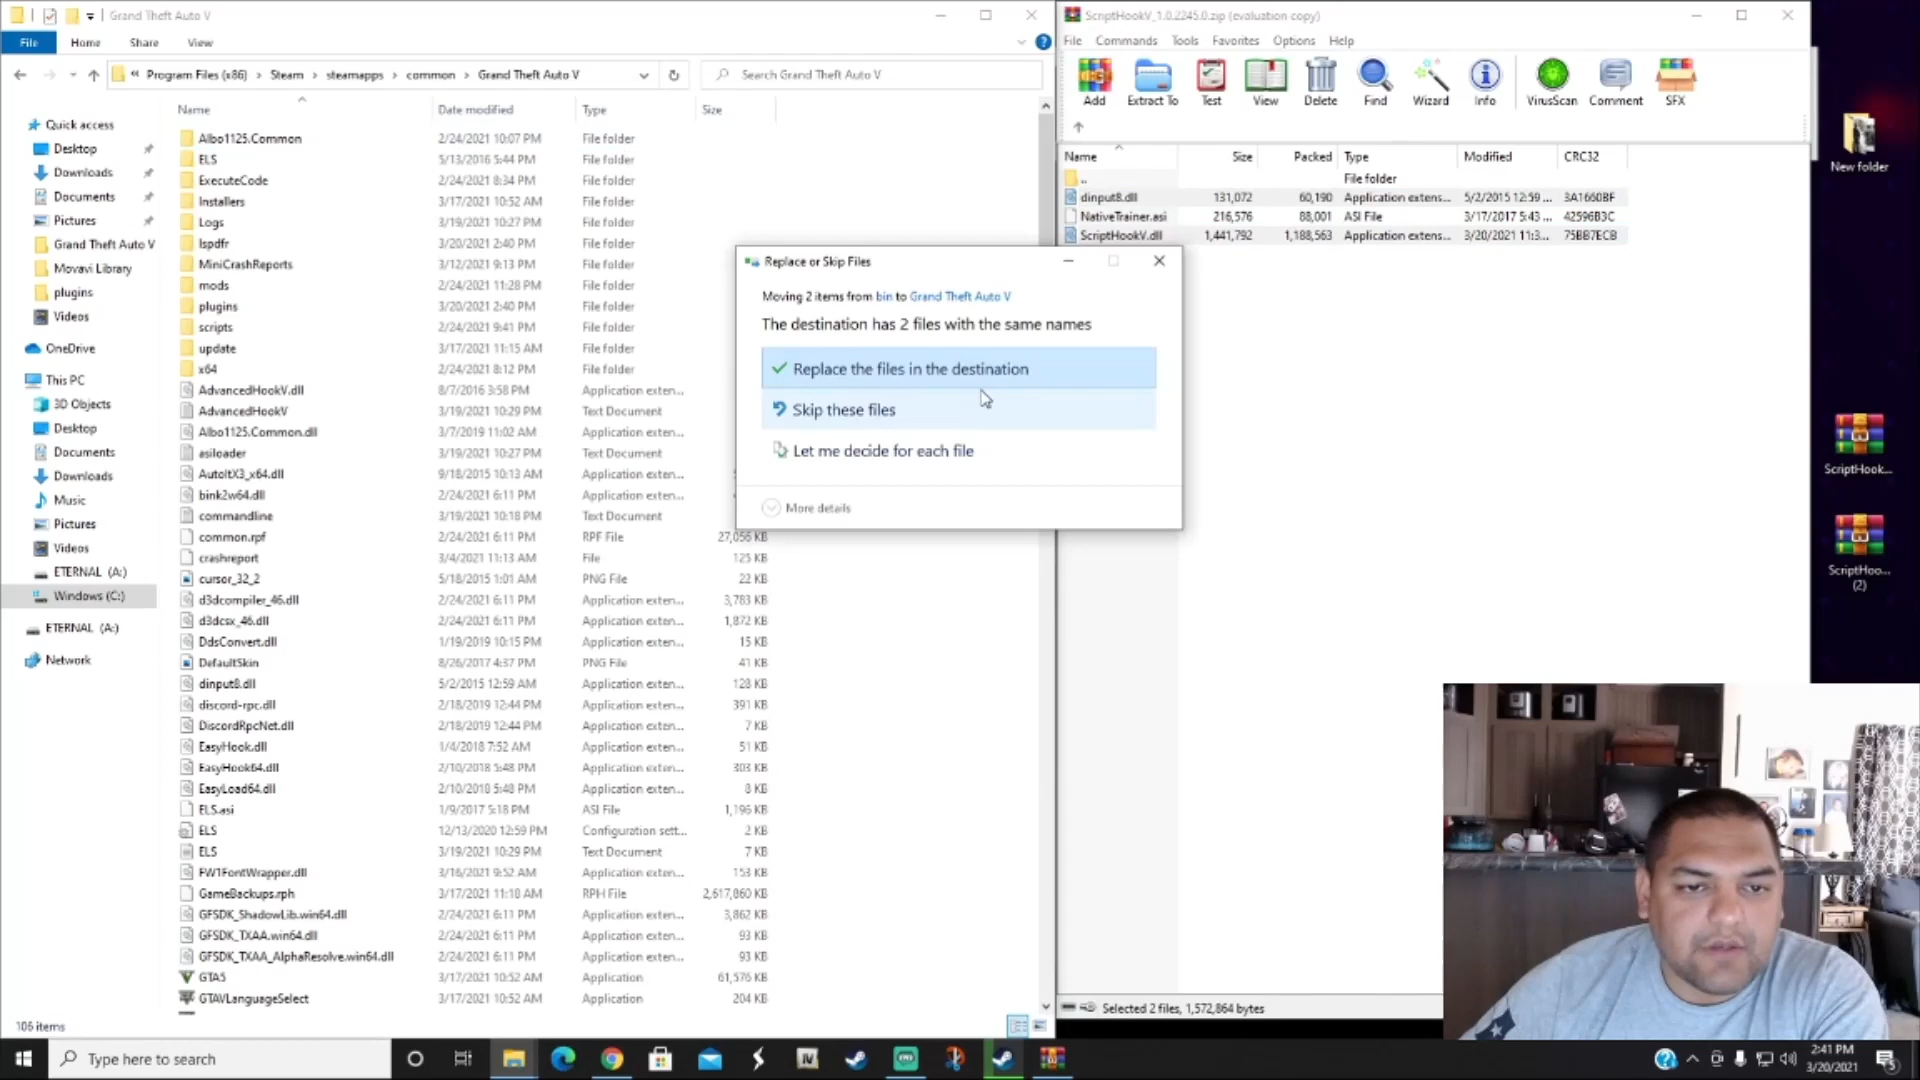 Grand Theft Auto V
File Home Share View
« Program Files (x86) > Steam > steamapps > common > Grand Theft Auto V
Search Grand Theft Auto V
Name Date modified Type Size
Quick access
Desktop
Downloads
Documents
Pictures
Grand Theft Auto V
Movavi Library
plugins
Videos
OneDrive
This PC
3D Objects
Desktop
Documents
Downloads
Music
Pictures
Videos
ETERNAL (A:)
Windows (C:)
ETERNAL (A:)
Network
Albo1125.Common 2/24/2021 10:07 PM File folder
ELS 5/13/2016 5:44 PM File folder
ExecuteCode 2/24/2021 8:34 PM File folder
Installers 3/17/2021 10:52 AM File folder
Logs 3/19/2021 10:27 PM File folder
lspdfr 3/20/2021 2:40 PM File folder
MiniCrashReports 3/12/2021 9:13 PM File folder
mods 2/24/2021 11:28 PM File folder
plugins 3/20/2021 2:40 PM File folder
scripts 2/24/2021 9:41 PM File folder
update 3/17/2021 11:15 AM File folder
x64 2/24/2021 8:12 PM File folder
AdvancedHookV.dll 8/7/2016 3:58 PM Application exten...
AdvancedHookV 3/19/2021 10:29 PM Text Document
Albo1125.Common.dll 3/7/2019 11:02 AM Application exten...
asiloader 3/19/2021 10:27 PM Text Document
AutoItX3_x64.dll 9/18/2015 10:13 AM Application exten...
bink2w64.dll 2/24/2021 6:11 PM Application exten...
commandline 3/19/2021 10:18 PM Text Document
common.rpf 2/24/2021 6:11 PM RPF File 27,056 KB
crashreport 3/4/2021 11:13 AM File 125 KB
cursor_32_2 5/18/2015 1:01 AM PNG File 22 KB
d3dcompiler_46.dll 2/24/2021 6:11 PM Application exten... 3,783 KB
d3dcsx_46.dll 2/24/2021 6:11 PM Application exten... 1,872 KB
DdsConvert.dll 1/19/2019 10:15 PM Application exten... 15 KB
DefaultSkin 8/26/2017 4:37 PM PNG File 41 KB
dinput8.dll 5/2/2015 12:59 AM Application exten... 128 KB
discord-rpc.dll 2/18/2019 12:44 PM Application exten... 391 KB
DiscordRpcNet.dll 2/18/2019 12:44 PM Application exten... 7 KB
EasyHook.dll 1/4/2018 7:52 AM Application exten... 51 KB
EasyHook64.dll 2/10/2018 5:48 PM Application exten... 303 KB
EasyLoad64.dll 2/10/2018 5:48 PM Application exten... 8 KB
ELS.asi 1/9/2017 5:18 PM ASI File 1,196 KB
ELS 12/13/2020 12:59 PM Configuration sett... 2 KB
ELS 3/19/2021 10:29 PM Text Document 7 KB
FW1FontWrapper.dll 3/16/2021 9:52 AM Application exten... 153 KB
GameBackups.rph 3/17/2021 11:18 AM RPH File 2,617,860 KB
GFSDK_ShadowLib.win64.dll 2/24/2021 6:11 PM Application exten... 3,862 KB
GFSDK_TXAA.win64.dll 2/24/2021 6:11 PM Application exten... 93 KB
GFSDK_TXAA_AlphaResolve.win64.dll 2/24/2021 6:11 PM Application exten... 93 KB
GTA5 3/17/2021 10:52 AM Application 61,576 KB
GTAVLanguageSelect 3/17/2021 10:52 AM Application 204 KB
106 items
ScriptHookV_1.0.2245.0.zip (evaluation copy)
File Commands Tools Favorites Options Help
Add Extract To Test View Delete Find Wizard Info VirusScan Comment SFX
Name Size Packed Type Modified CRC32
.. File folder
dinput8.dll 131,072 60,190 Application extens... 5/2/2015 12:59 ... 3A1660BF
NativeTrainer.asi 216,576 88,001 ASI File 3/17/2017 5:43 ... 42596B3C
ScriptHookV.dll 1,441,792 1,188,563 Application extens... 3/20/2021 11:3... 75BB7ECB
Selected 2 files, 1,572,864 bytes
Replace or Skip Files
Moving 2 items from bin to Grand Theft Auto V
The destination has 2 files with the same names
Replace the files in the destination
Skip these files
Let me decide for each file
More details
New folder
ScriptHook...
ScriptHoo...
(2)
Type here to search
IV
2:41 PM
3/20/2021
5